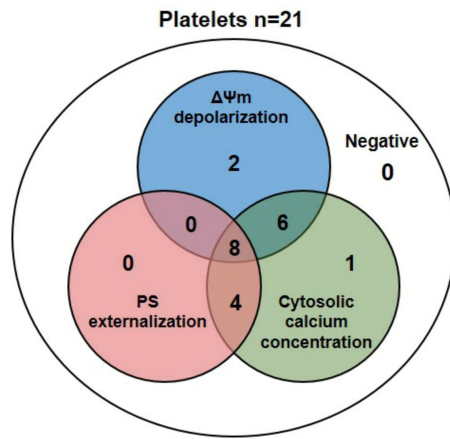 Platelets n=21
ΔΨm
depolarization
2
Negative
0
0
6
8
0
1
4
PS
externalization
Cytosolic
calcium
concentration